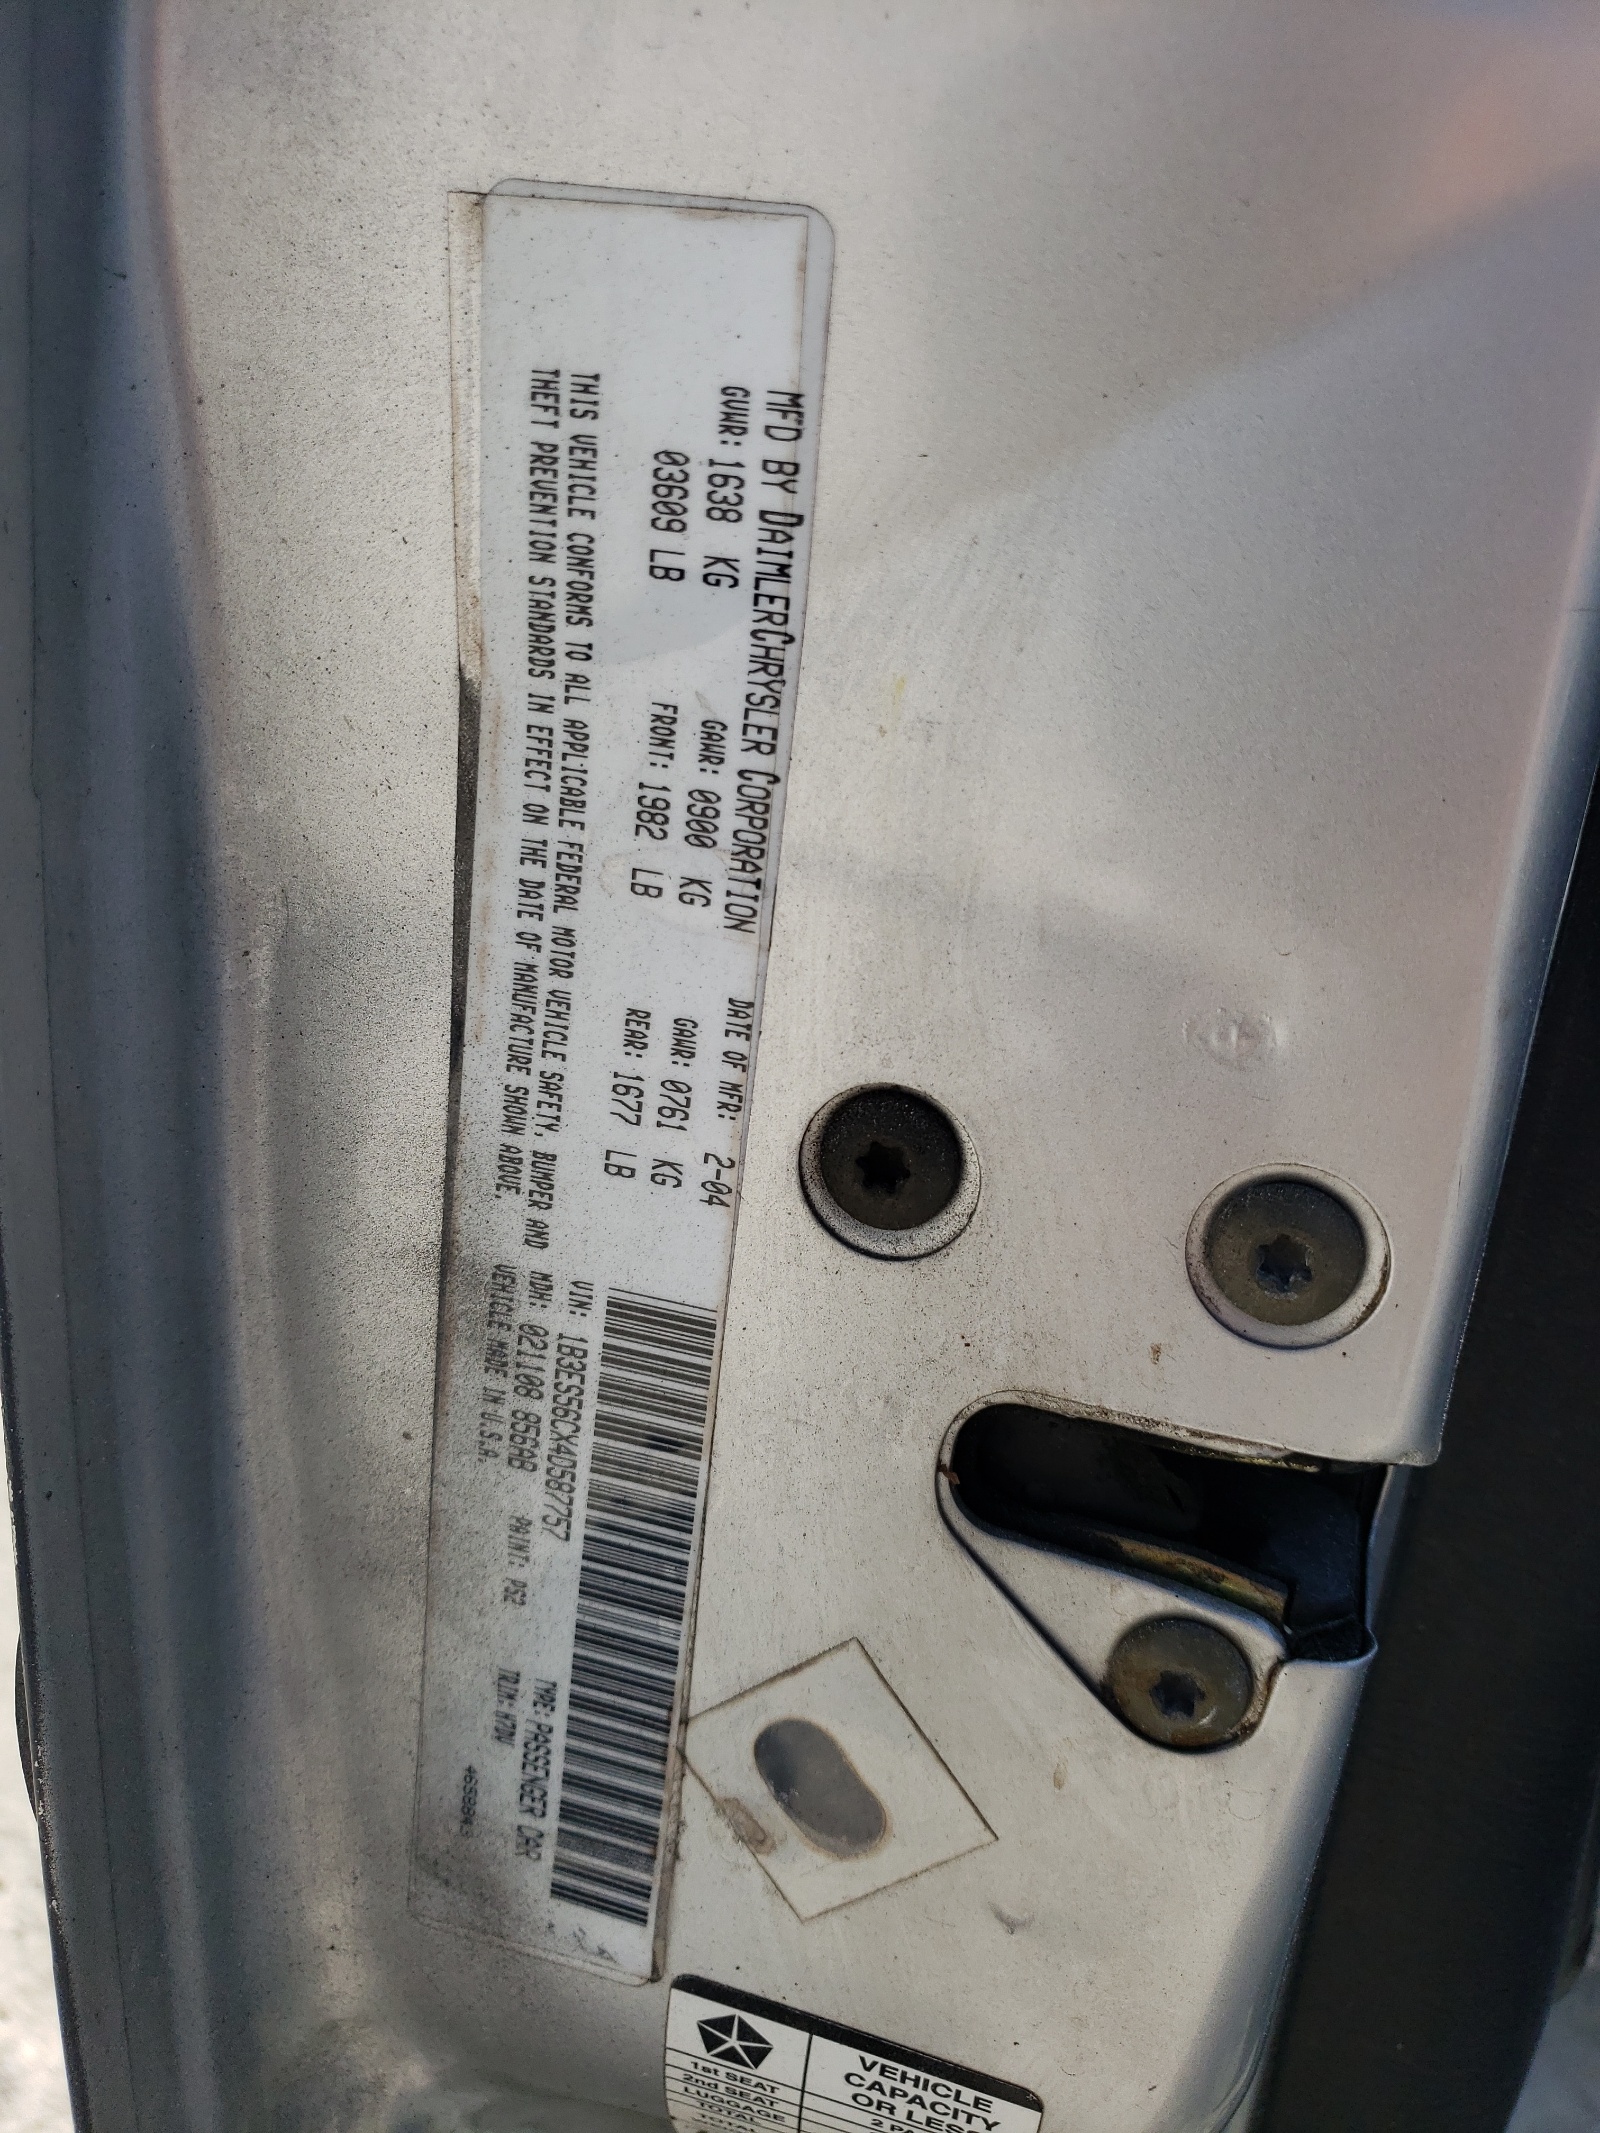 MFD BY DAIMLERCHRYSLER CORPORATION DATE OF MFR: 2-04
GVWR: 1638 KG GAWR: 0900 KG GAWR: 0761 KG
03609 LB FRONT: 1982 LB REAR: 1677 LB
THIS VEHICLE CONFORMS TO ALL APPLICABLE FEDERAL MOTOR VEHICLE SAFETY, BUMPER AND
THEFT PREVENTION STANDARDS IN EFFECT ON THE DATE OF MANUFACTURE SHOWN ABOVE.
VIN: 1B3ES56CX4D587757 TYPE: PASSENGER CAR
MDH: 021108 856AB PAINT: PS2 TRIM:
VEHICLE MADE IN U.S.A.
VEHICLE
CAPACITY
OR LESS
1st SEAT 2
2nd SEAT
LUGGAGE
TOTAL